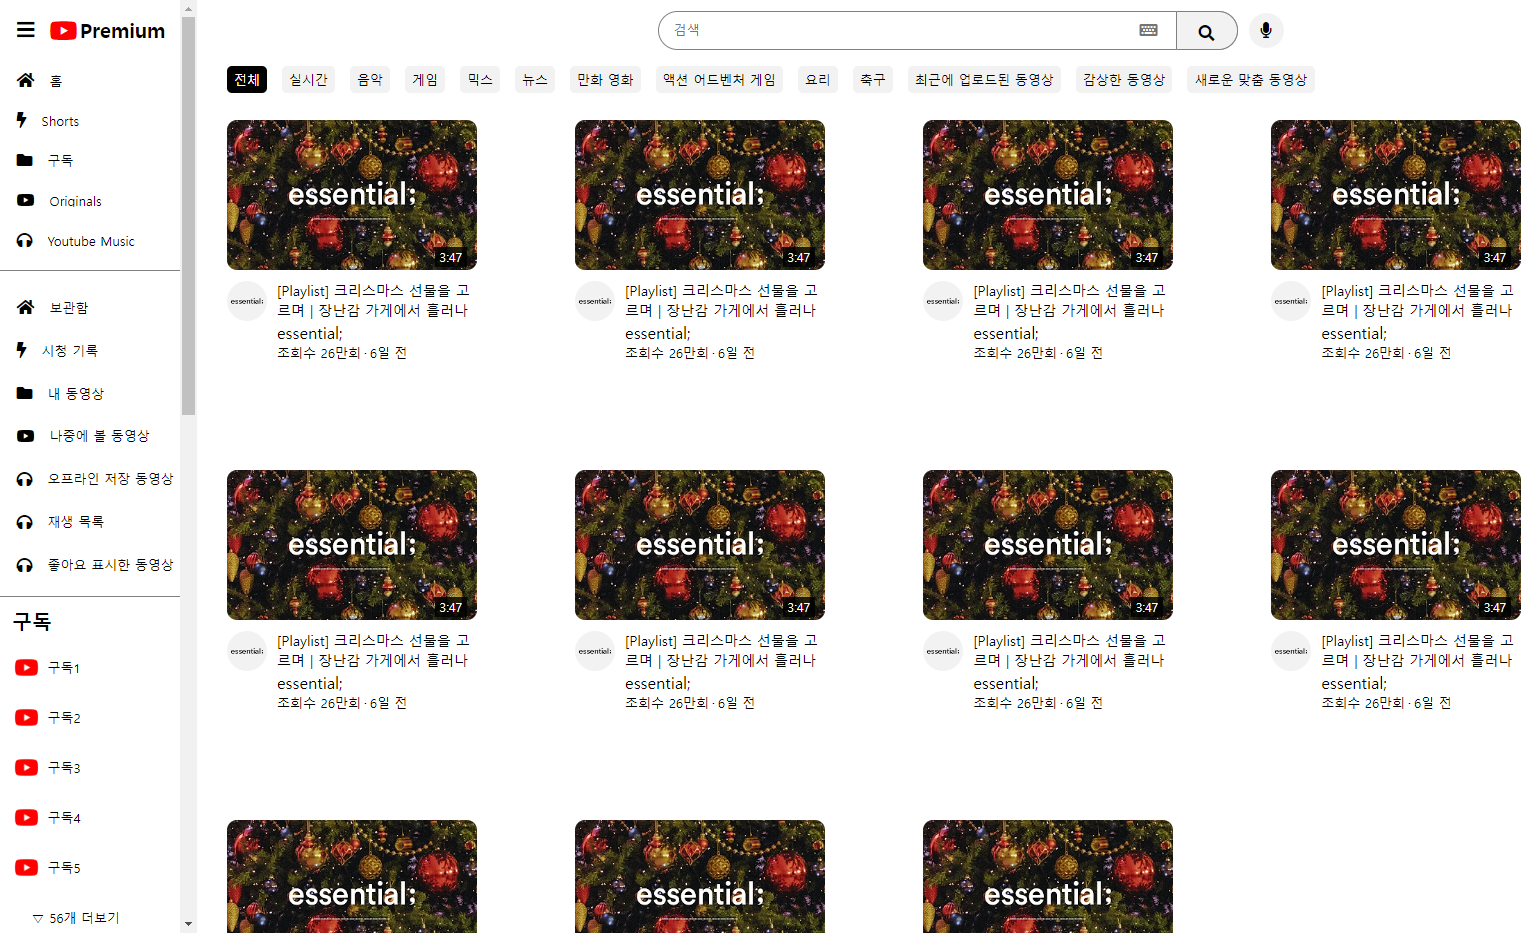 Premium
검색
홈
Shorts
구독
Originals
Youtube Music
보관함
시청 기록
내 동영상
나중에 볼 동영상
오프라인 저장 동영상
재생 목록
좋아요 표시한 동영상
구독
구독1
구독2
구독3
구독4
구독5
▽ 56개 더보기
전체 실시간 음악 게임 믹스 뉴스 만화 영화 액션 어드벤처 게임 요리 축구 최근에 업로드된 동영상 감상한 동영상 새로운 맞춤 동영상
essential;
3:47
essential;
[Playlist] 크리스마스 선물을 고
르며 | 장난감 가게에서 흘러나
essential;
조회수 26만회 · 6일 전
essential;
3:47
essential;
[Playlist] 크리스마스 선물을 고
르며 | 장난감 가게에서 흘러나
essential;
조회수 26만회 · 6일 전
essential;
3:47
essential;
[Playlist] 크리스마스 선물을 고
르며 | 장난감 가게에서 흘러나
essential;
조회수 26만회 · 6일 전
essential;
3:47
essential;
[Playlist] 크리스마스 선물을 고
르며 | 장난감 가게에서 흘러나
essential;
조회수 26만회 · 6일 전
essential;
3:47
essential;
[Playlist] 크리스마스 선물을 고
르며 | 장난감 가게에서 흘러나
essential;
조회수 26만회 · 6일 전
essential;
3:47
essential;
[Playlist] 크리스마스 선물을 고
르며 | 장난감 가게에서 흘러나
essential;
조회수 26만회 · 6일 전
essential;
3:47
essential;
[Playlist] 크리스마스 선물을 고
르며 | 장난감 가게에서 흘러나
essential;
조회수 26만회 · 6일 전
essential;
3:47
essential;
[Playlist] 크리스마스 선물을 고
르며 | 장난감 가게에서 흘러나
essential;
조회수 26만회 · 6일 전
essential;
essential;
essential;